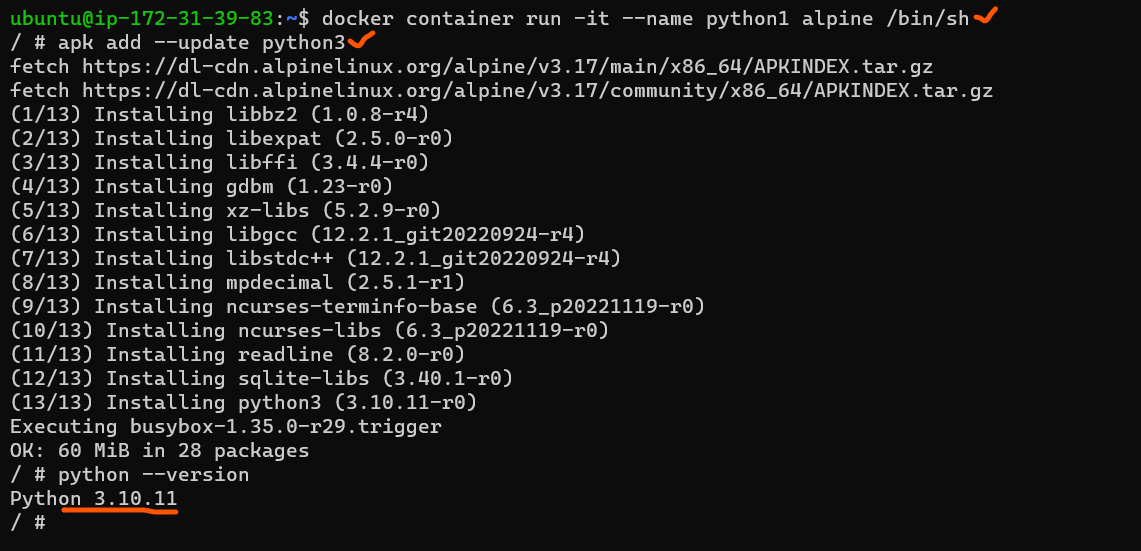 ubuntu@ip-172-31-39-83:~$ docker container run -it --name python1 alpine /bin/sh
/ # apk add --update python3
fetch https://dl-cdn.alpinelinux.org/alpine/v3.17/main/x86_64/APKINDEX.tar.gz
fetch https://dl-cdn.alpinelinux.org/alpine/v3.17/community/x86_64/APKINDEX.tar.gz
(1/13) Installing libbz2 (1.0.8-r4)
(2/13) Installing libexpat (2.5.0-r0)
(3/13) Installing libffi (3.4.4-r0)
(4/13) Installing gdbm (1.23-r0)
(5/13) Installing xz-libs (5.2.9-r0)
(6/13) Installing libgcc (12.2.1_git20220924-r4)
(7/13) Installing libstdc++ (12.2.1_git20220924-r4)
(8/13) Installing mpdecimal (2.5.1-r1)
(9/13) Installing ncurses-terminfo-base (6.3_p20221119-r0)
(10/13) Installing ncurses-libs (6.3_p20221119-r0)
(11/13) Installing readline (8.2.0-r0)
(12/13) Installing sqlite-libs (3.40.1-r0)
(13/13) Installing python3 (3.10.11-r0)
Executing busybox-1.35.0-r29.trigger
OK: 60 MiB in 28 packages
/ # python --version
Python 3.10.11
/ #